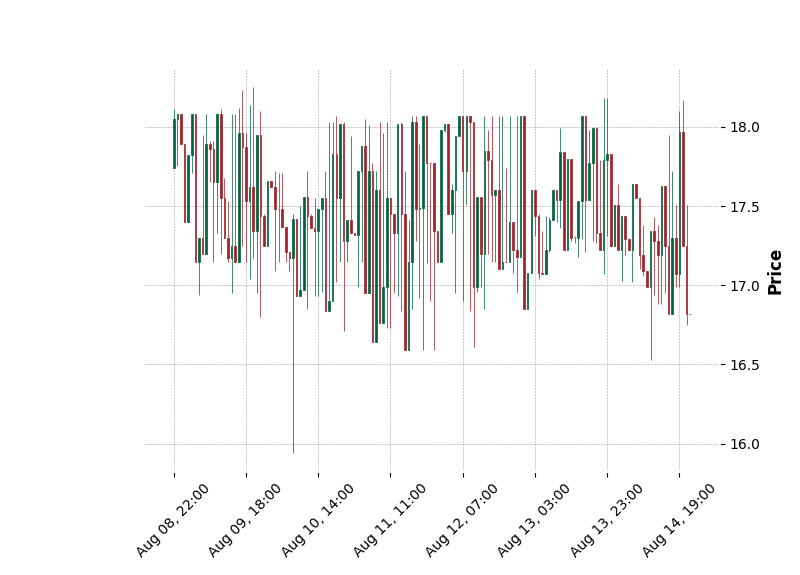 18.0
17.5
17.0
16.5
16.0
Price
Aug 08, 22:00
Aug 09, 18:00
Aug 10, 14:00
Aug 11, 11:00
Aug 12, 07:00
Aug 13, 03:00
Aug 13, 23:00
Aug 14, 19:00